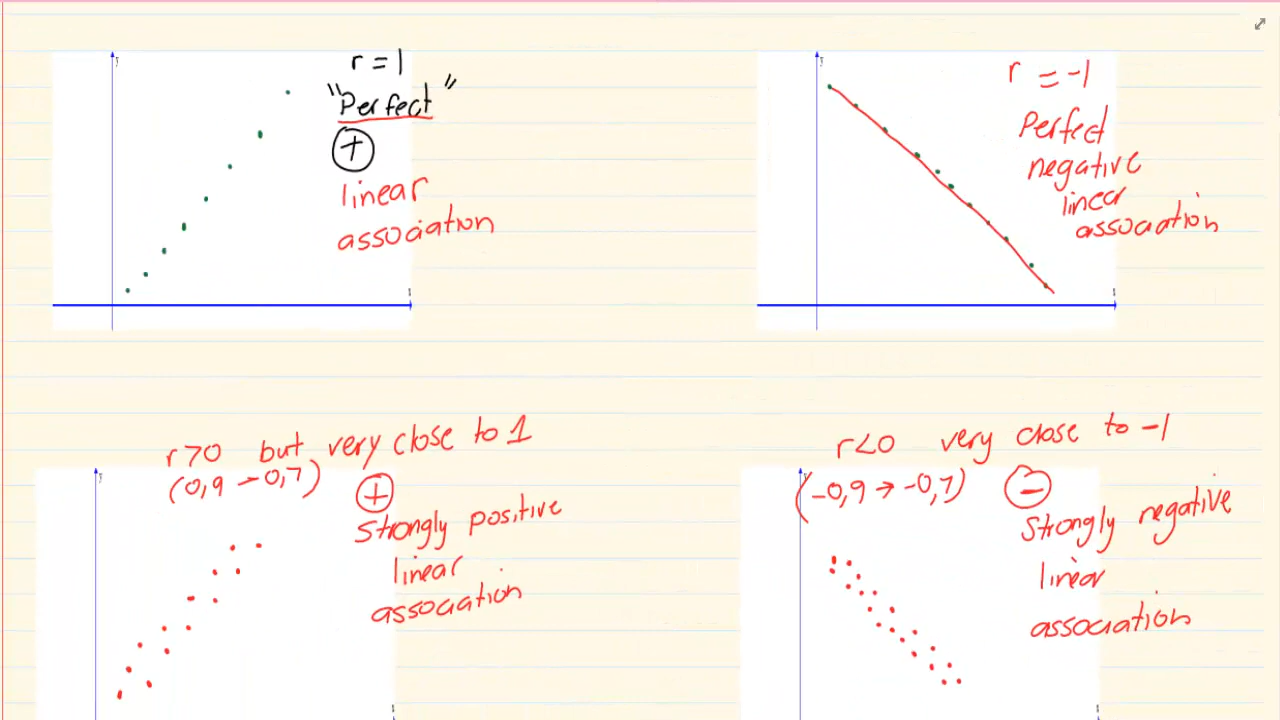 y
r = 1
"Perfect"
+
linear
association
y
r = -1
Perfect
negative
linear
association
r>0 but very close to 1
(0,9 → 0,7)
y
+
strongly positive
linear
association
r<0 very close to -1
(-0,9 → -0,7)
y
-
strongly negative
linear
association